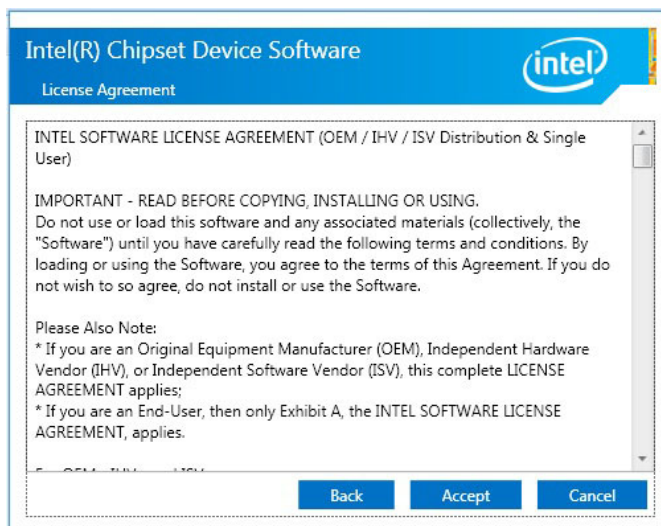 Intel(R) Chipset Device Software
intel
License Agreement
INTEL SOFTWARE LICENSE AGREEMENT (OEM / IHV / ISV Distribution & Single
User)
IMPORTANT - READ BEFORE COPYING, INSTALLING OR USING.
Do not use or load this software and any associated materials (collectively, the
"Software") until you have carefully read the following terms and conditions. By
loading or using the Software, you agree to the terms of this Agreement. If you do
not wish to so agree, do not install or use the Software.
Please Also Note:
* If you are an Original Equipment Manufacturer (OEM), Independent Hardware
Vendor (IHV), or Independent Software Vendor (ISV), this complete LICENSE
AGREEMENT applies;
* If you are an End-User, then only Exhibit A, the INTEL SOFTWARE LICENSE
AGREEMENT, applies.
Back Accept Cancel